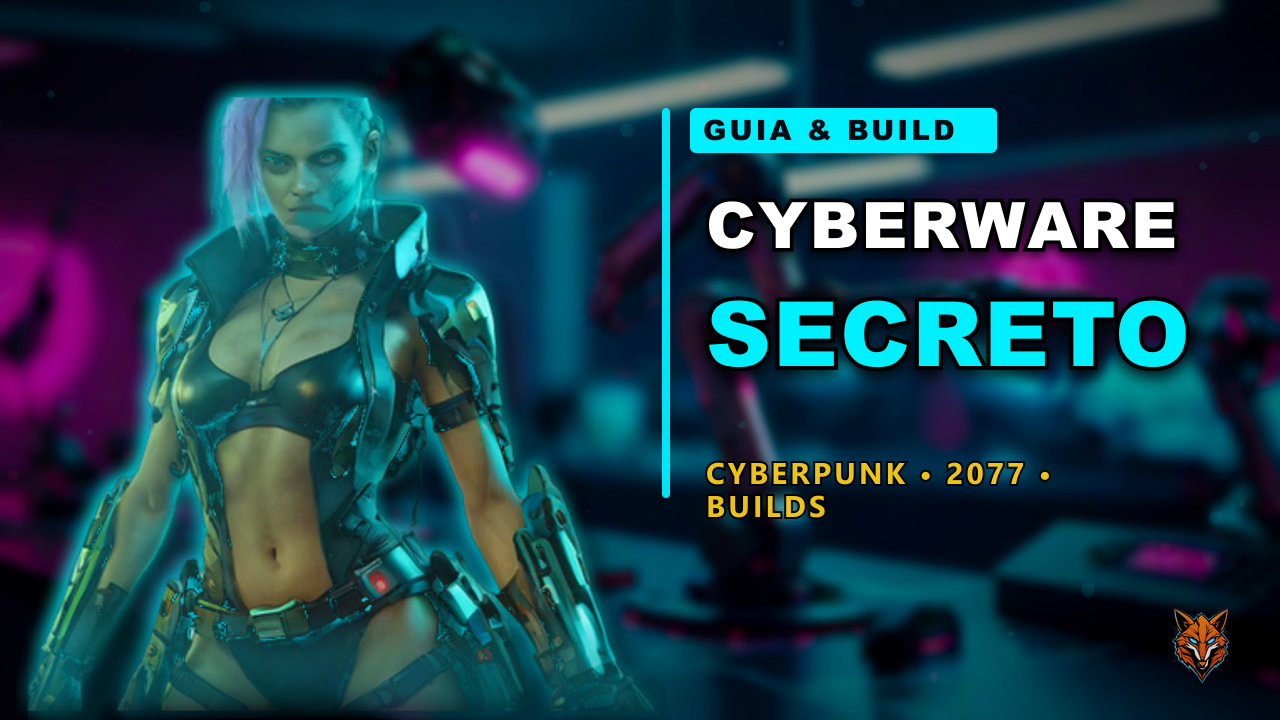 GUIA & BUILD
CYBERWARE
SECRETO
CYBERPUNK • 2077 •
BUILDS